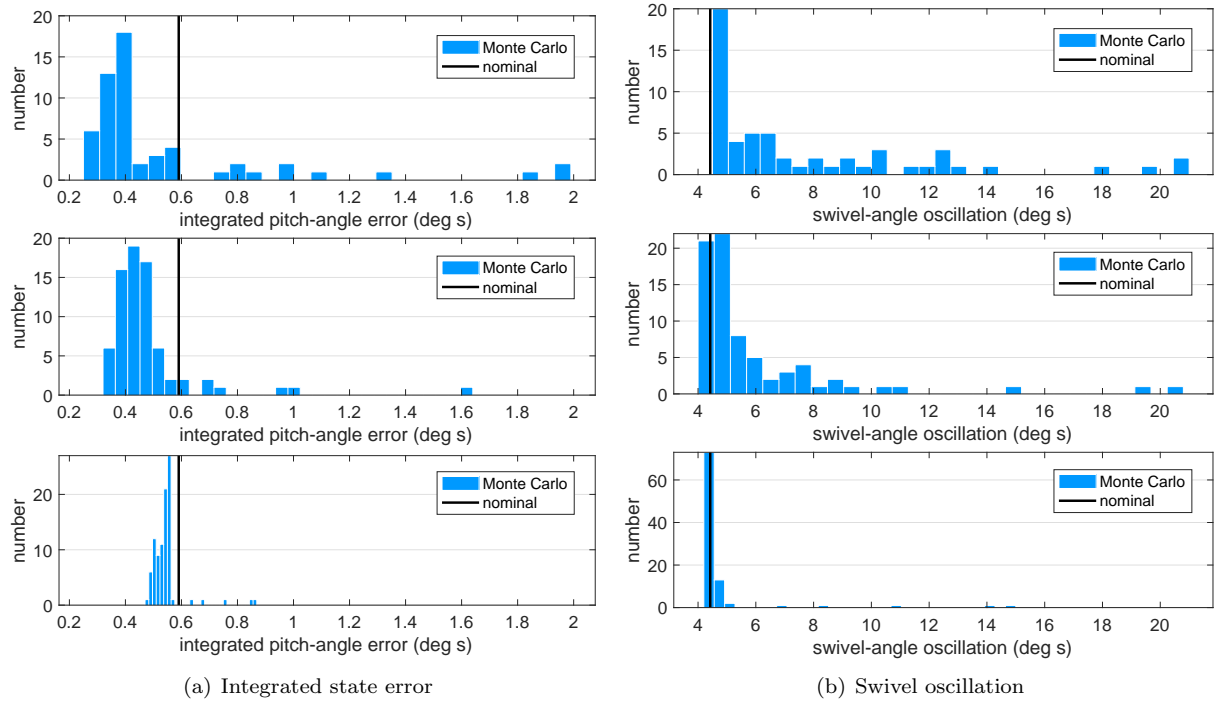 20
15
10
5
0
number
Monte Carlo
nominal
0.2 0.4 0.6 0.8 1 1.2 1.4 1.6 1.8 2
integrated pitch-angle error (deg s)
20
15
10
5
0
number
Monte Carlo
nominal
4 6 8 10 12 14 16 18 20
swivel-angle oscillation (deg s)
20
15
10
5
0
number
Monte Carlo
nominal
0.2 0.4 0.6 0.8 1 1.2 1.4 1.6 1.8 2
integrated pitch-angle error (deg s)
20
15
10
5
0
number
Monte Carlo
nominal
4 6 8 10 12 14 16 18 20
swivel-angle oscillation (deg s)
20
10
0
number
Monte Carlo
nominal
0.2 0.4 0.6 0.8 1 1.2 1.4 1.6 1.8 2
integrated pitch-angle error (deg s)
60
40
20
0
number
Monte Carlo
nominal
4 6 8 10 12 14 16 18 20
swivel-angle oscillation (deg s)
(a) Integrated state error
(b) Swivel oscillation